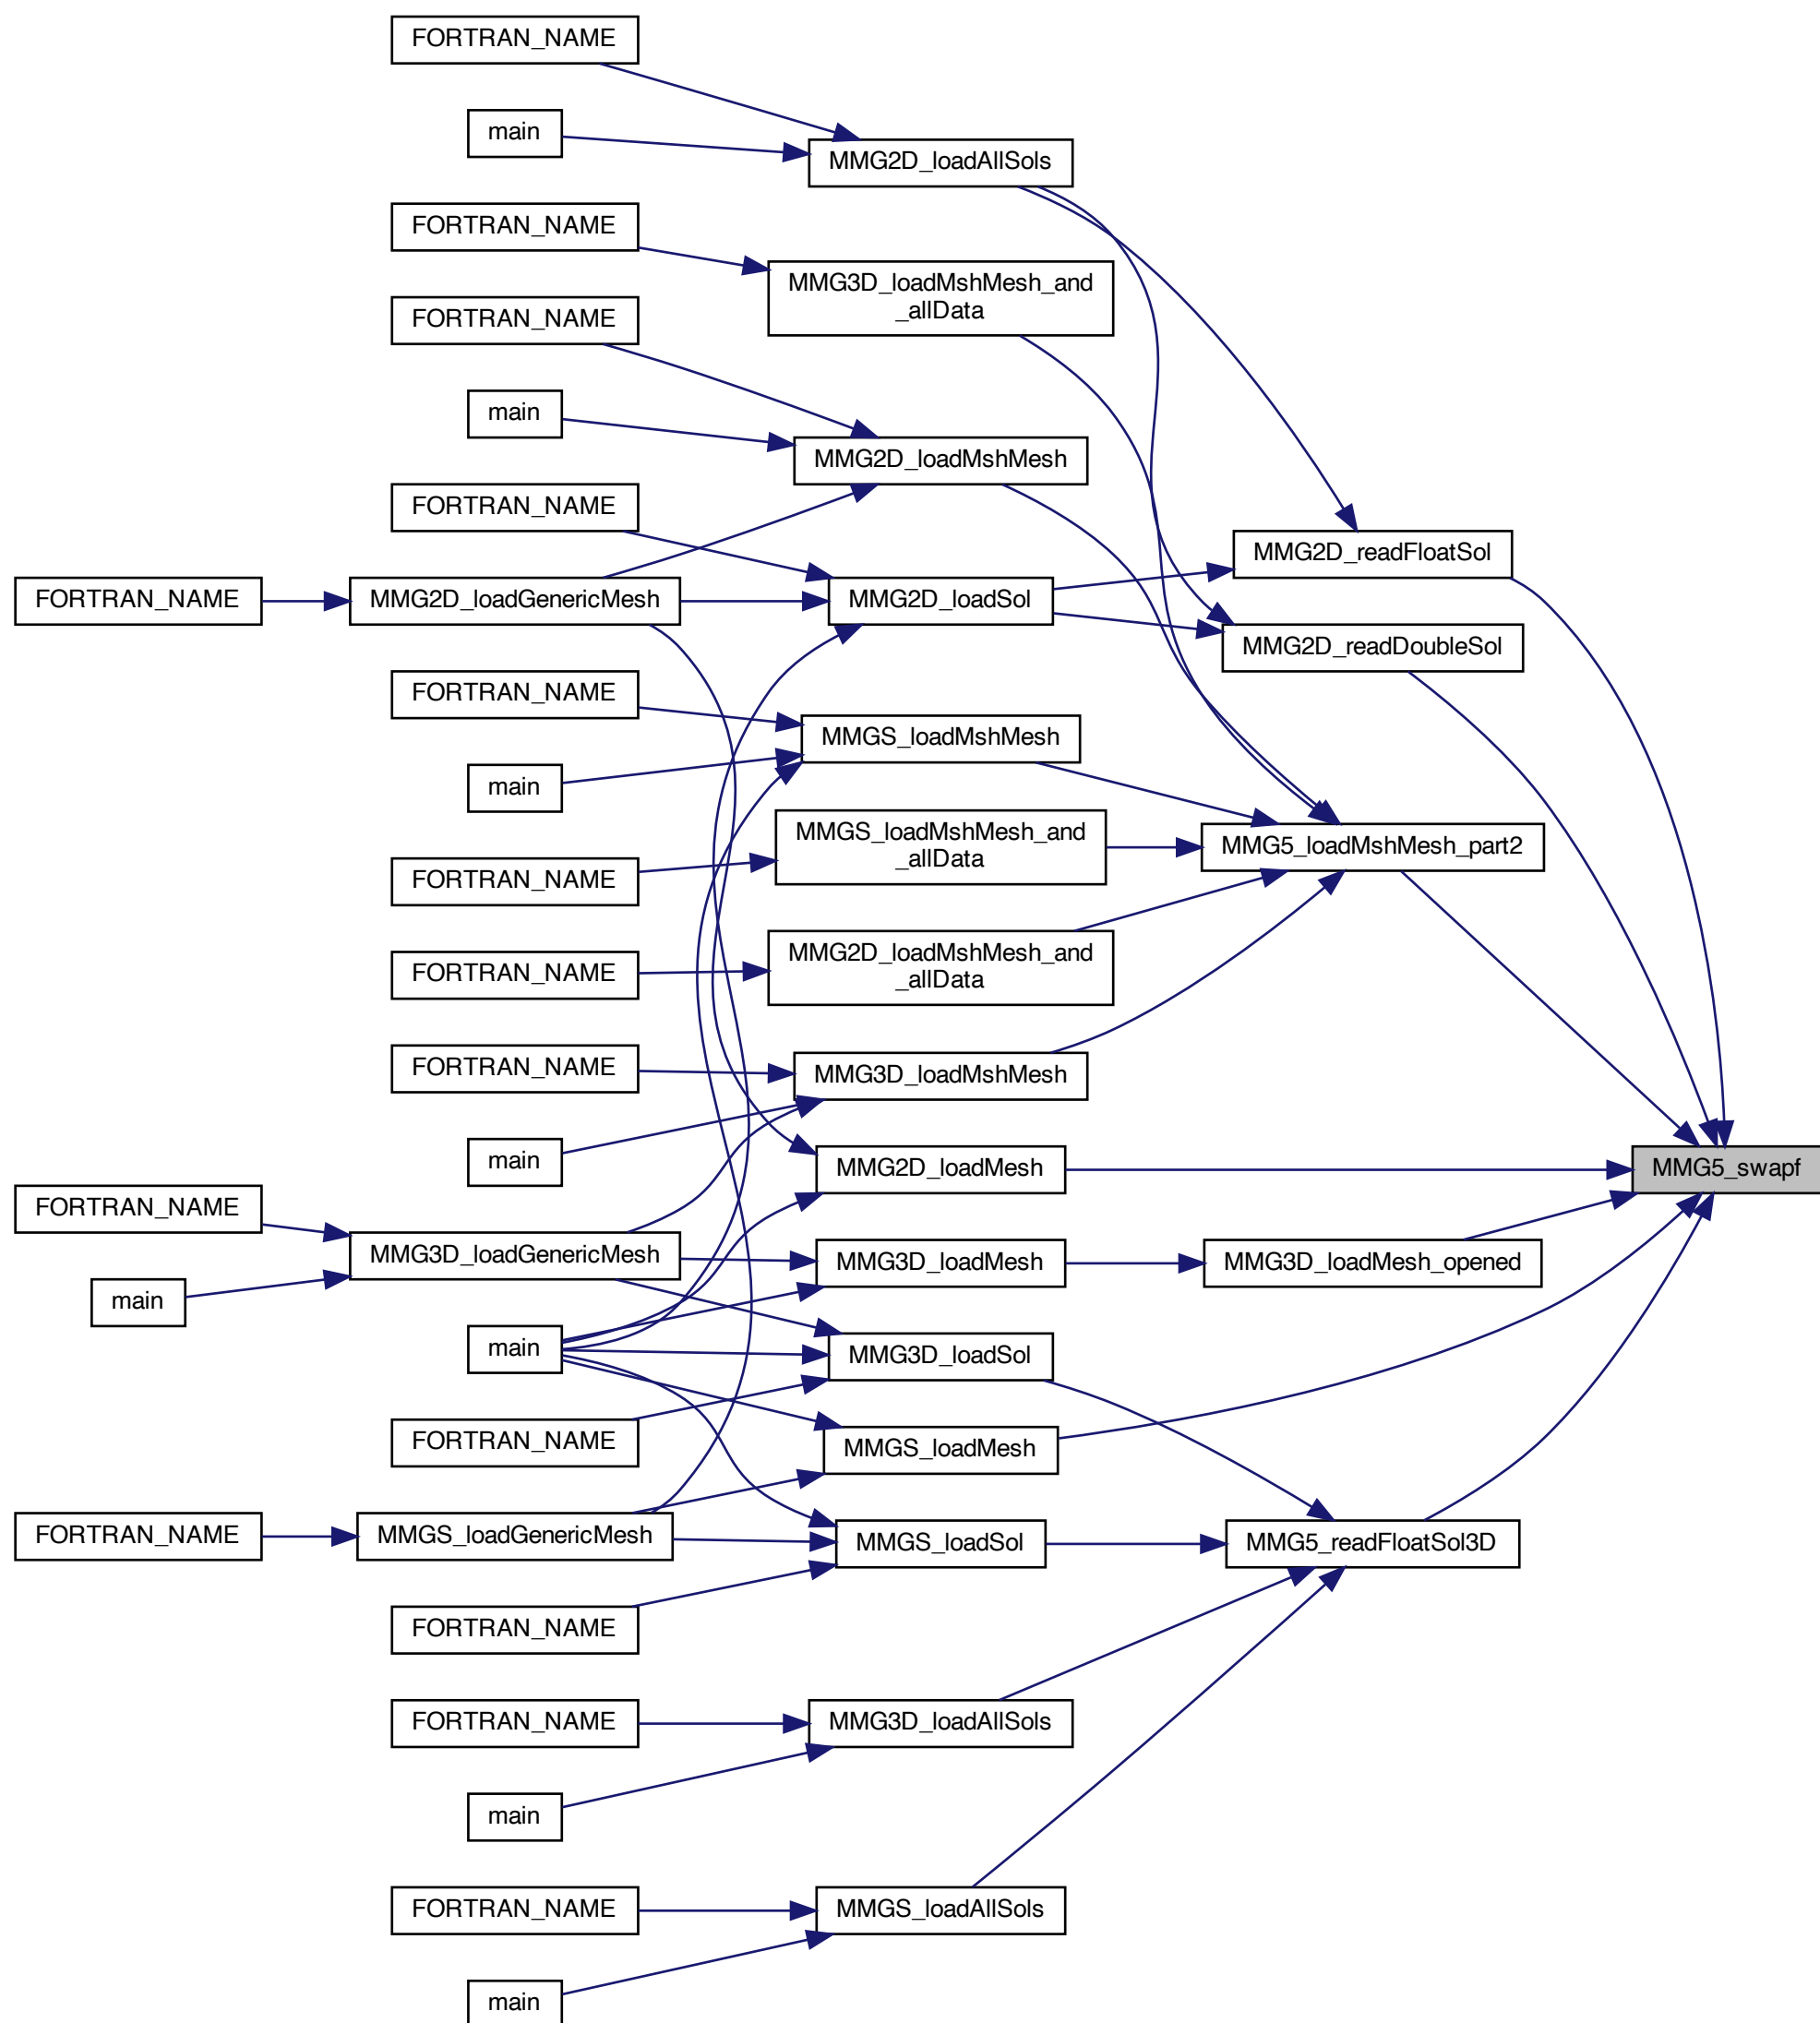 FORTRAN_NAME
main
MMG2D_loadAllSols
FORTRAN_NAME
MMG3D_loadMshMesh_and
_allData
FORTRAN_NAME
main
MMG2D_loadMshMesh
FORTRAN_NAME
MMG2D_readFloatSol
FORTRAN_NAME
MMG2D_loadGenericMesh
MMG2D_loadSol
MMG2D_readDoubleSol
FORTRAN_NAME
MMGS_loadMshMesh
main
MMGS_loadMshMesh_and
_allData
MMG5_loadMshMesh_part2
FORTRAN_NAME
MMG2D_loadMshMesh_and
_allData
FORTRAN_NAME
FORTRAN_NAME
MMG3D_loadMshMesh
main
MMG2D_loadMesh
MMG5_swapf
FORTRAN_NAME
MMG3D_loadGenericMesh
MMG3D_loadMesh
MMG3D_loadMesh_opened
main
main
MMG3D_loadSol
FORTRAN_NAME
MMGS_loadMesh
FORTRAN_NAME
MMGS_loadGenericMesh
MMGS_loadSol
MMG5_readFloatSol3D
FORTRAN_NAME
FORTRAN_NAME
MMG3D_loadAllSols
main
FORTRAN_NAME
MMGS_loadAllSols
main